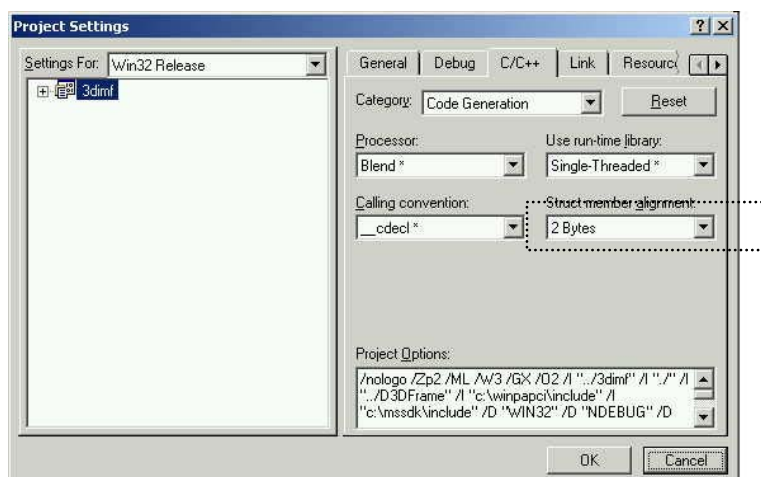 Project Settings
Settings For: Win32 Release
3dimf
General Debug C/C++ Link Resourc
Category: Code Generation Reset
Processor: Use run-time library:
Blend * Single-Threaded *
Calling convention: Struct member alignment:
__cdecl * 2 Bytes
Project Options:
/nologo /Zp2 /ML /W3 /GX /O2 /I "../3dimf" /I "./" /I
"../D3DFrame" /I "c:\winpapci\include" /I
"c:\mssdk\include" /D "WIN32" /D "NDEBUG" /D
OK Cancel